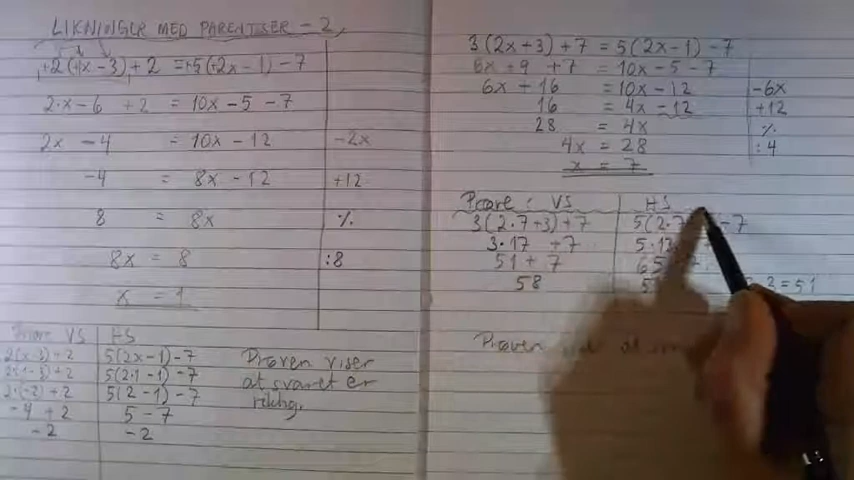 LIKNINGER MED PARENTESER - 2
+2(+x - 3) + 2 = +5(+2x - 1) - 7
2·x - 6 + 2 = 10x - 5 - 7
2x - 4 = 10x - 12 | -2x
-4 = 8x - 12 | +12
8 = 8x | %
8x = 8 | :8
x = 1
Prøve VS | HS
2(x-3)+2 | 5(2x-1)-7
2(1-3)+2 | 5(2·1-1)-7
2·(-2)+2 | 5(2-1)-7
-4 + 2 | 5 - 7
-2 | -2
Prøven viser
at svaret er
riktig.
3(2x+3)+7 = 5(2x-1)-7
6x + 9 + 7 = 10x - 5 - 7
6x + 16 = 10x - 12 | -6x
16 = 4x - 12 | +12
28 = 4x | %
4x = 28 | :4
x = 7
Prøve: VS | HS
3(2·7+3)+7 | 5(2·7 - 7
3·17 + 7 | 5·13
51 + 7 | 65
58 | 5
3=51
Prøven at